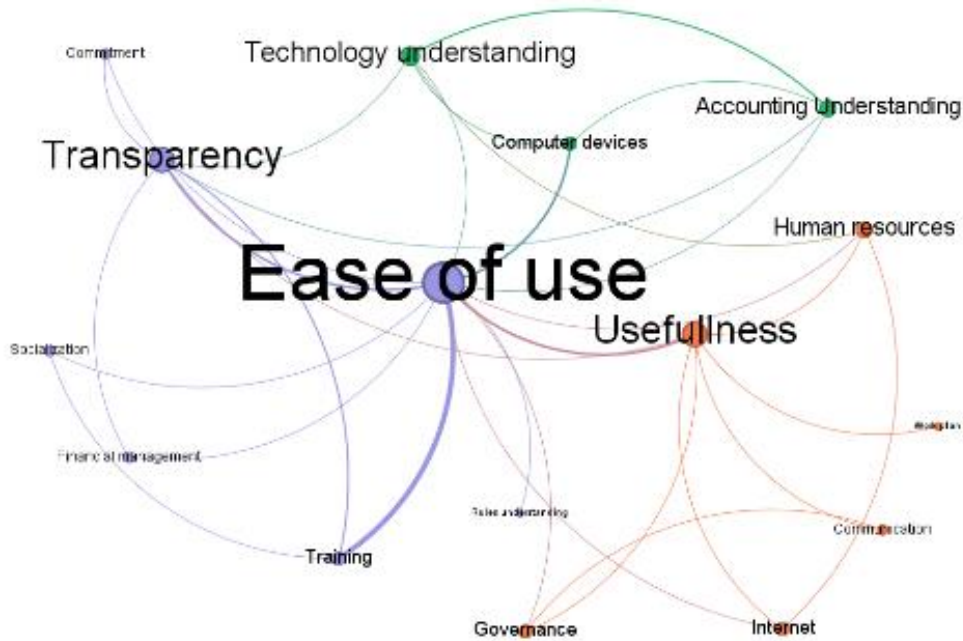 Commitment
Technology understanding
Accounting Understanding
Computer devices
Transparency
Human resources
Ease of use
Usefullness
Socialization
Financial management
Rules understanding
Communication
Training
Governance
Internet